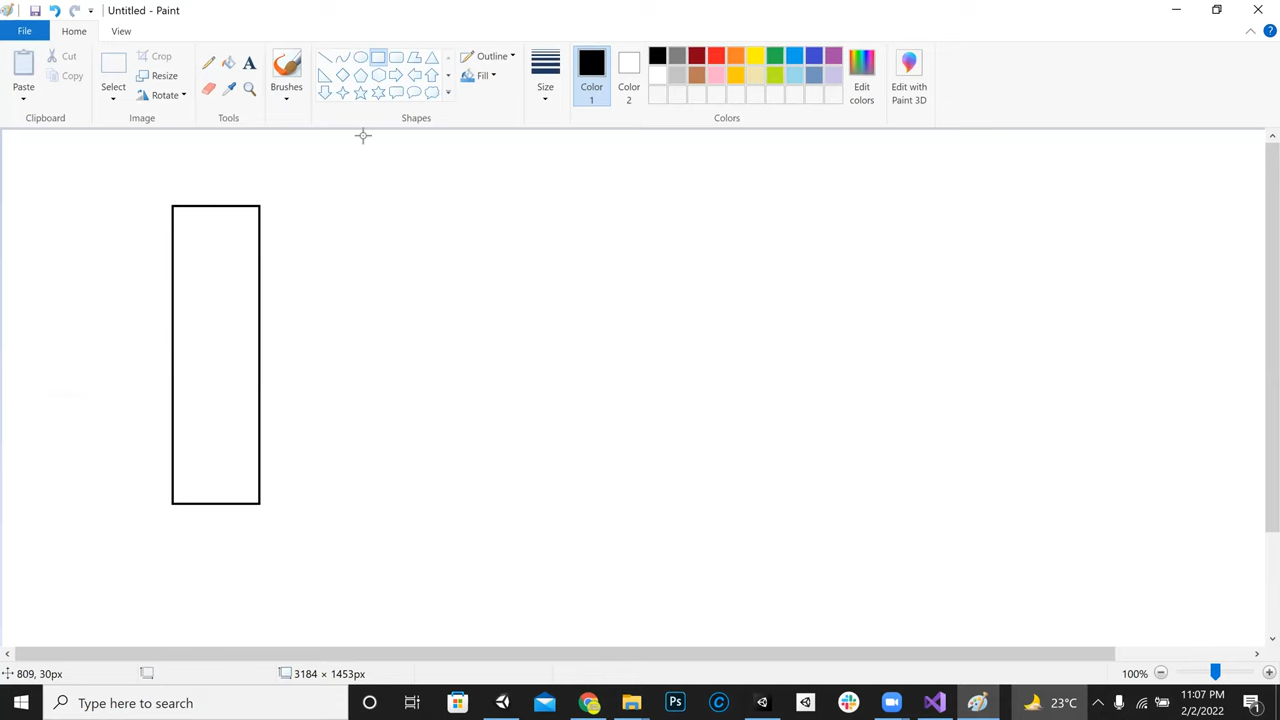 Untitled - Paint
File Home View
Paste
Cut
Copy
Clipboard
Select
Crop
Resize
Rotate
Image
A
Tools
Brushes
Shapes
Outline
Fill
Size
Color 1
Color 2
Colors
Edit colors
Edit with Paint 3D
809, 30px
3184 × 1453px
100%
Type here to search
Ps
23°C
11:07 PM
2/2/2022
1